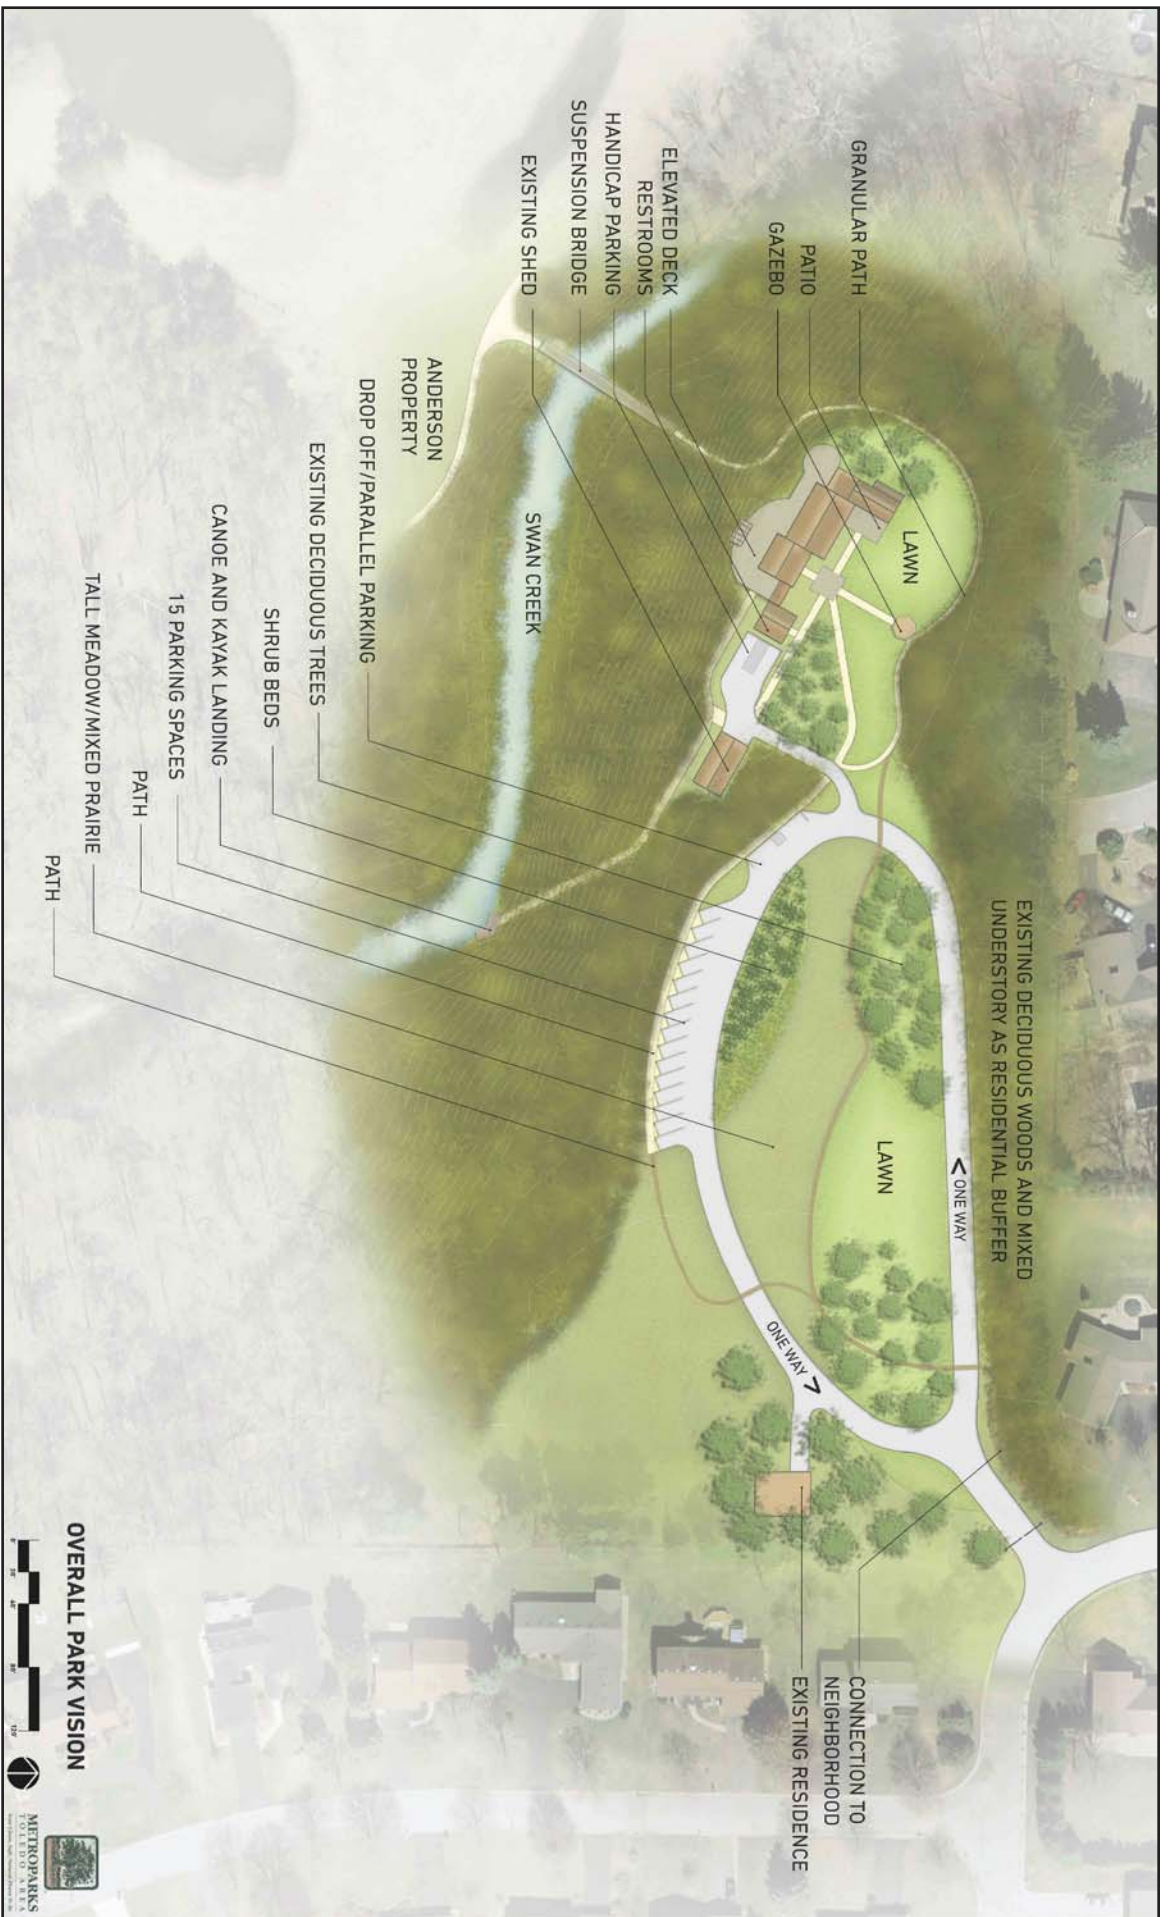 GRANULAR PATH
PATIO
GAZEBO
ELEVATED DECK
RESTROOMS
HANDICAP PARKING
SUSPENSION BRIDGE
EXISTING SHED
ANDERSON
PROPERTY
DROP OFF/PARALLEL PARKING
EXISTING DECIDUOUS TREES
SHRUB BEDS
CANOE AND KAYAK LANDING
15 PARKING SPACES
PATH
TALL MEADOW/MIXED PRAIRIE
PATH
LAWN
SWAN CREEK
EXISTING DECIDUOUS WOODS AND MIXED
UNDERSTORY AS RESIDENTIAL BUFFER
< ONE WAY
LAWN
ONE WAY >
CONNECTION TO
NEIGHBORHOOD
EXISTING RESIDENCE
OVERALL PARK VISION
METROPARKS
TOLEDO AREA